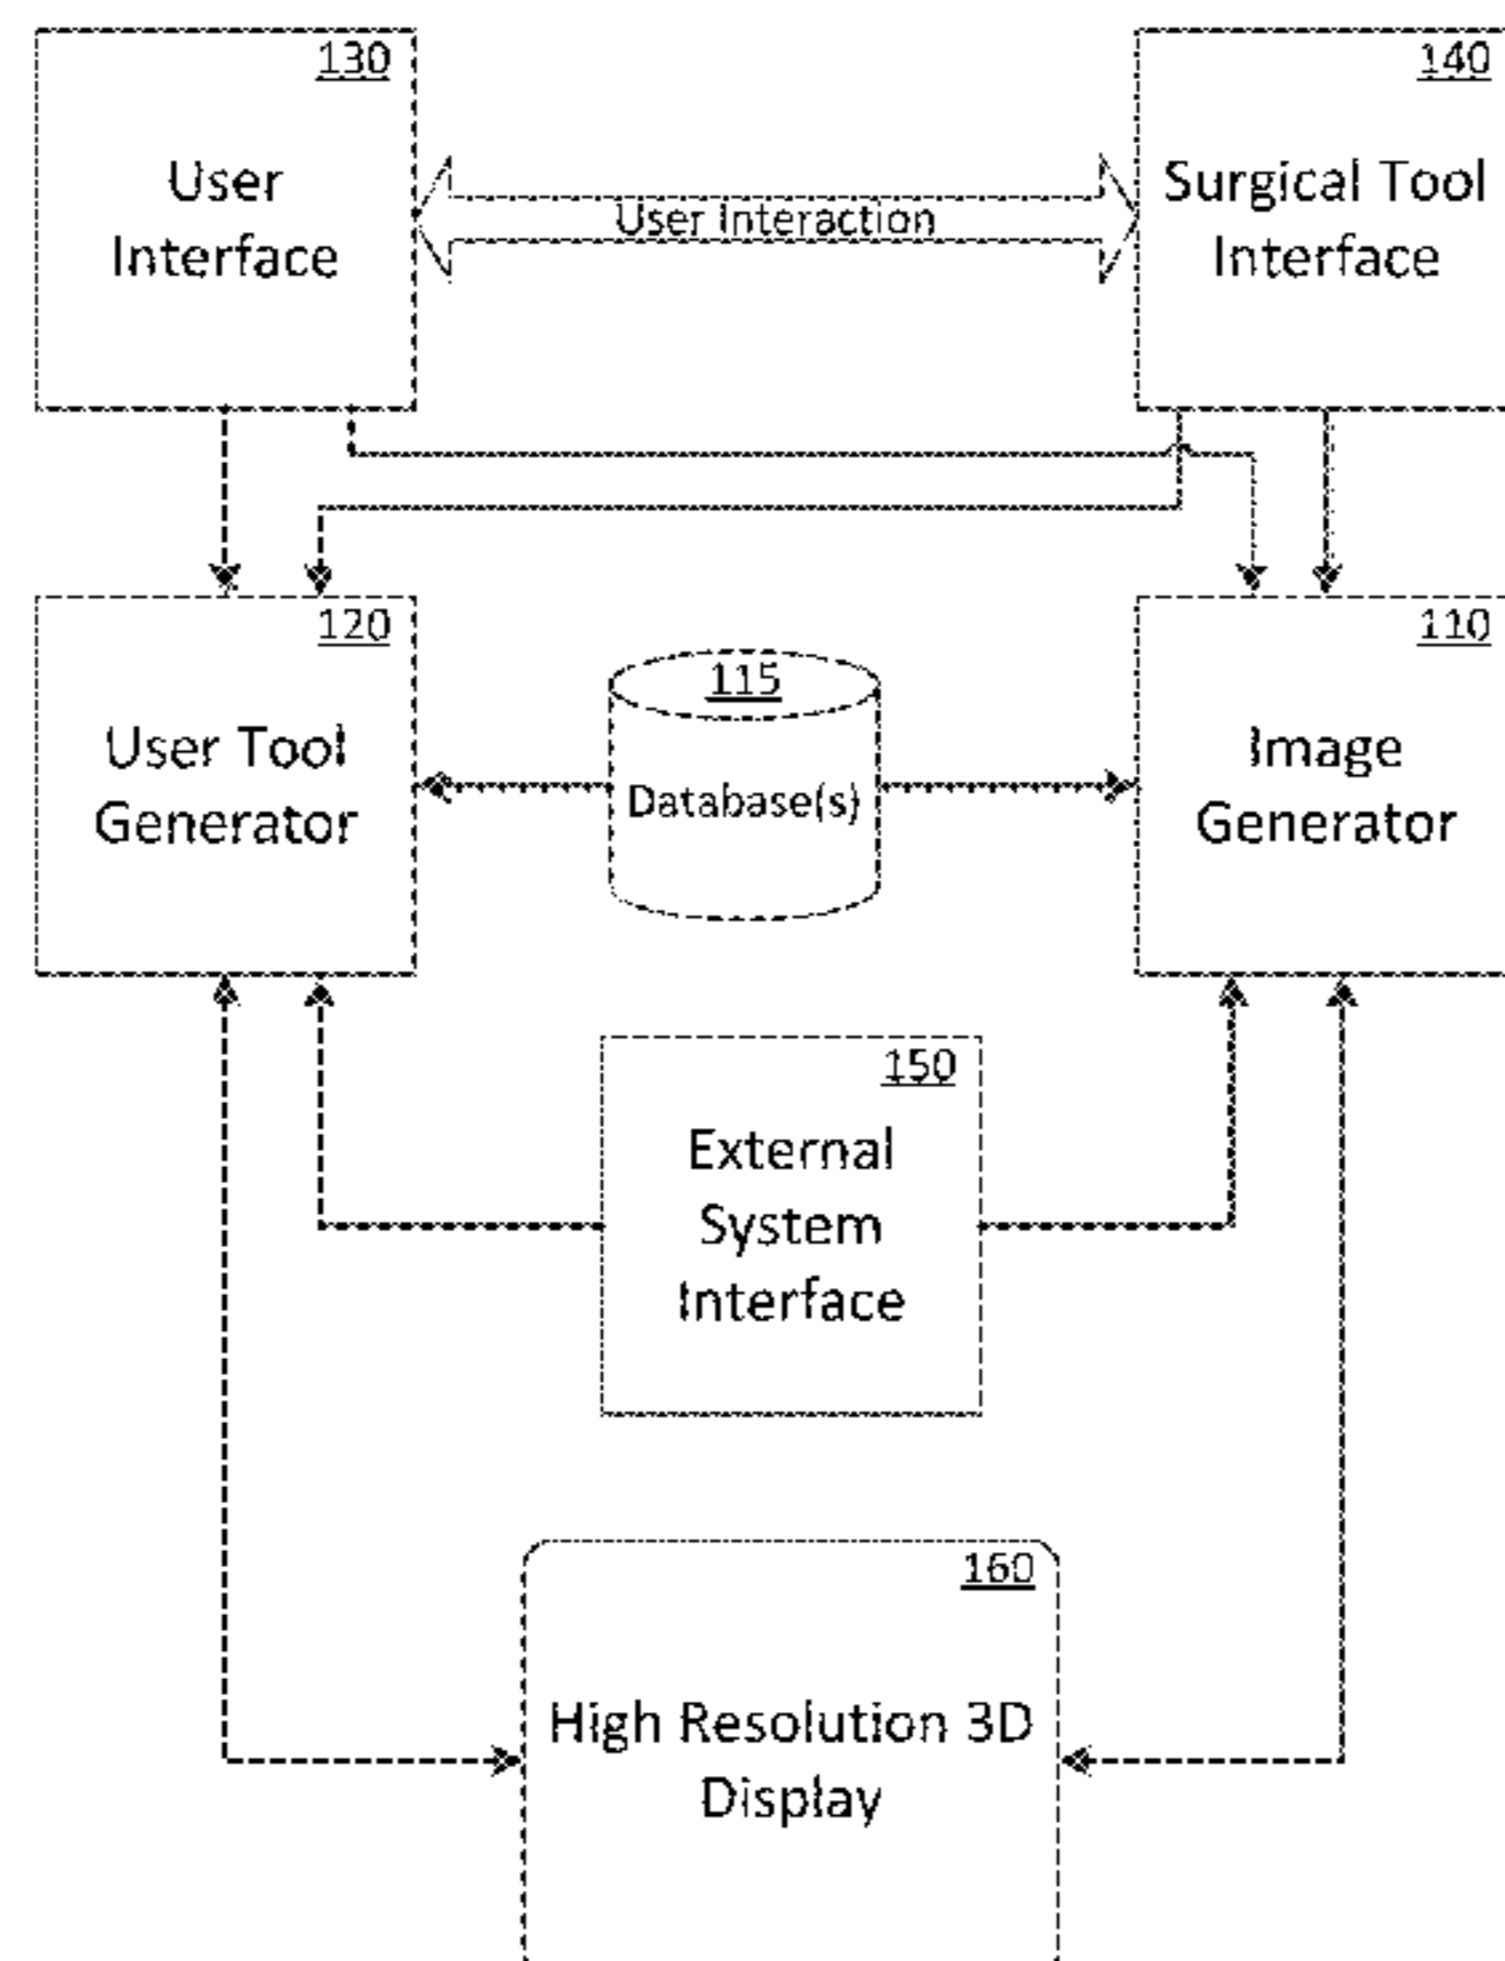 130
User
Interface
User Interaction
140
Surgical Tool
Interface
120
User Tool
Generator
115
Database(s)
110
Image
Generator
150
External
System
Interface
160
High Resolution 3D
Display